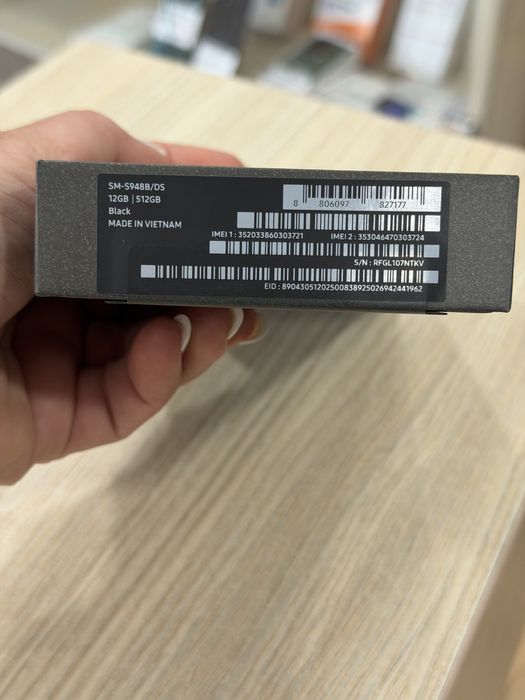 SM-S948B/DS
12GB | 512GB
Black
MADE IN VIETNAM
8 806097 827177
IMEI 1 : 352033860303721 IMEI 2 : 353046470303724
S/N : RFGL107NTKV
EID : 89043051202500838925026942441962